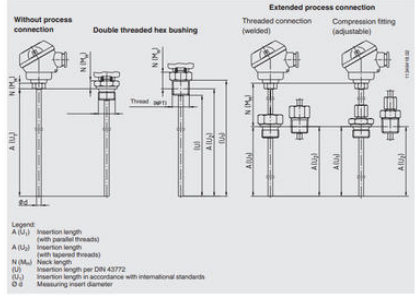 Extended process connection
Without process
connection
Double threaded hex bushing
Threaded connection
(welded)
Compression fitting
(adjustable)
Thread (NPT)
A (U₁)
A (U₂)
(U)
Ø d
Legend:
A (U₁) Insertion length
(with parallel threads)
A (U₂) Insertion length
(with tapered threads)
Neck length
(U) Insertion length per DIN 43772
Insertion length in accordance with international standards
Ø d Measuring insert diameter